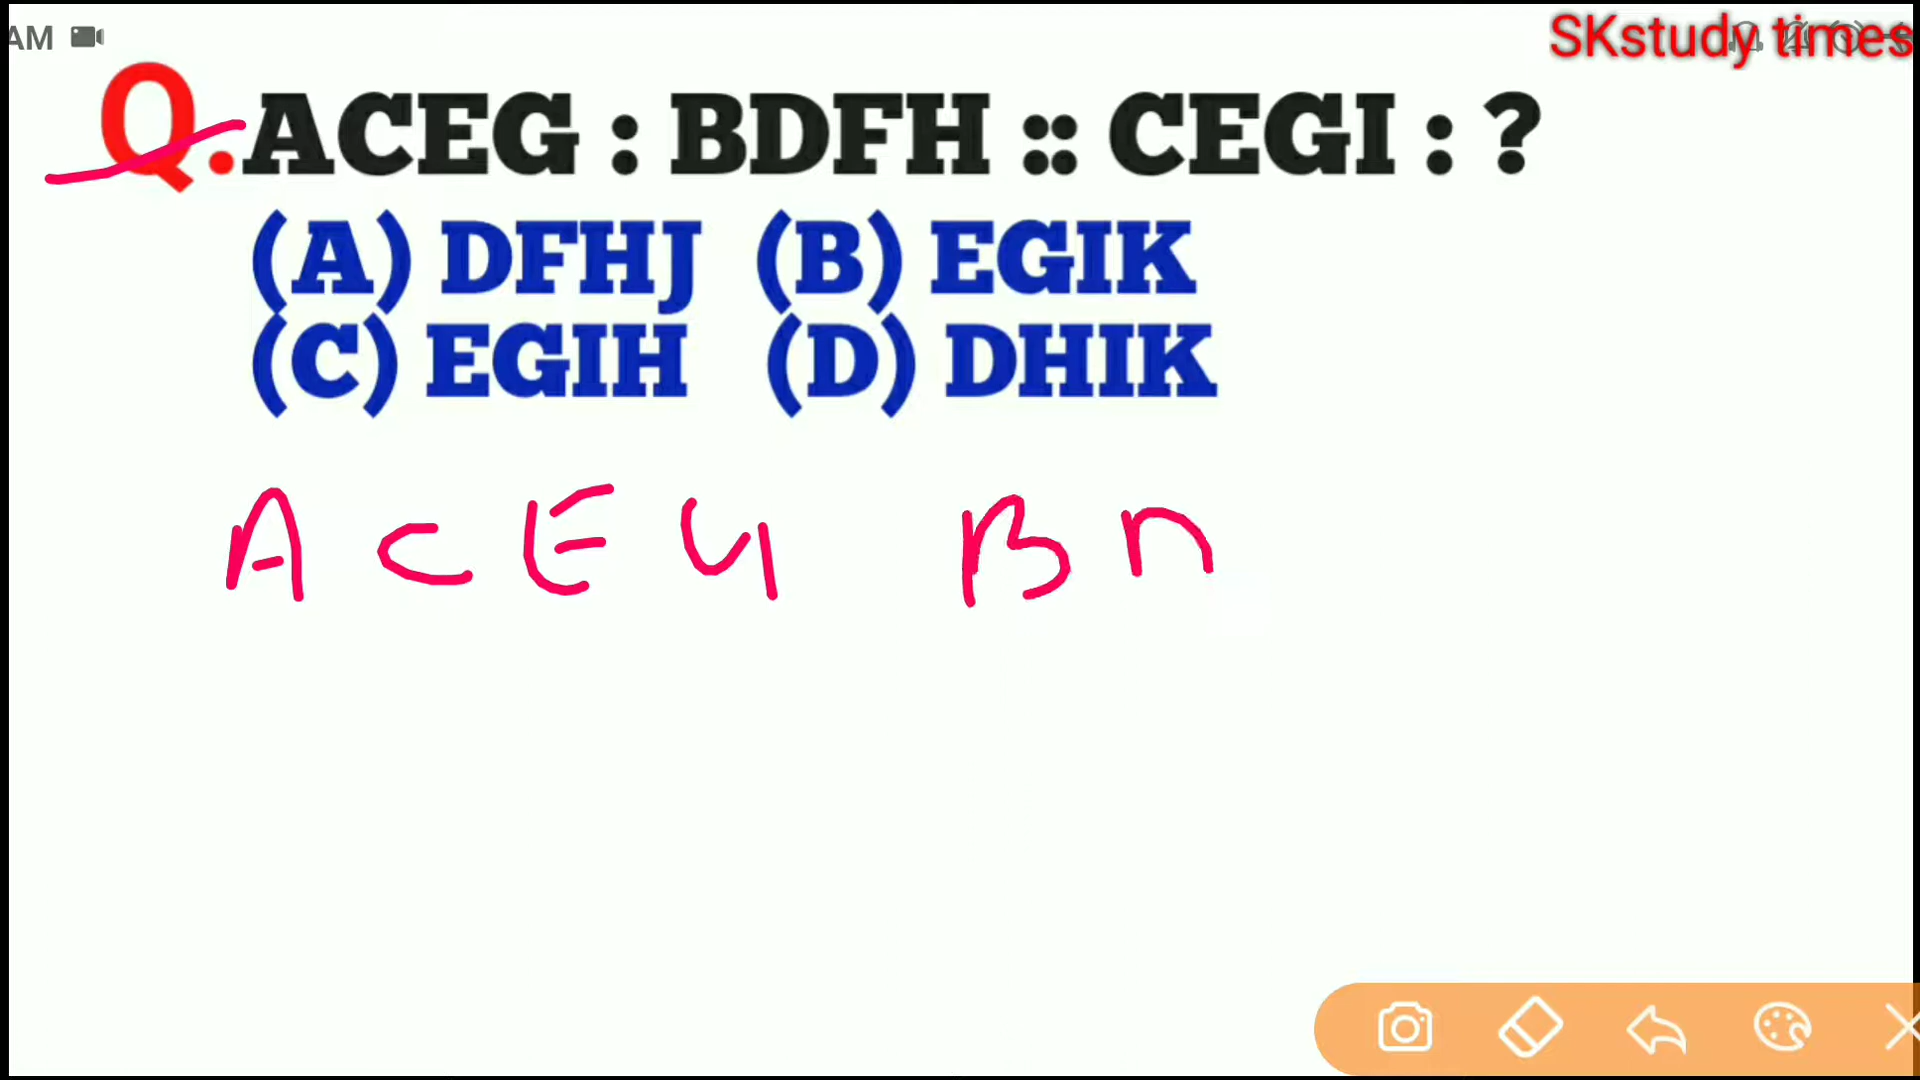 AM
SKstudy times
Q.ACEG : BDFH :: CEGI : ?
(A) DFHJ (B) EGIK
(C) EGIH (D) DHIK
A C E G B D